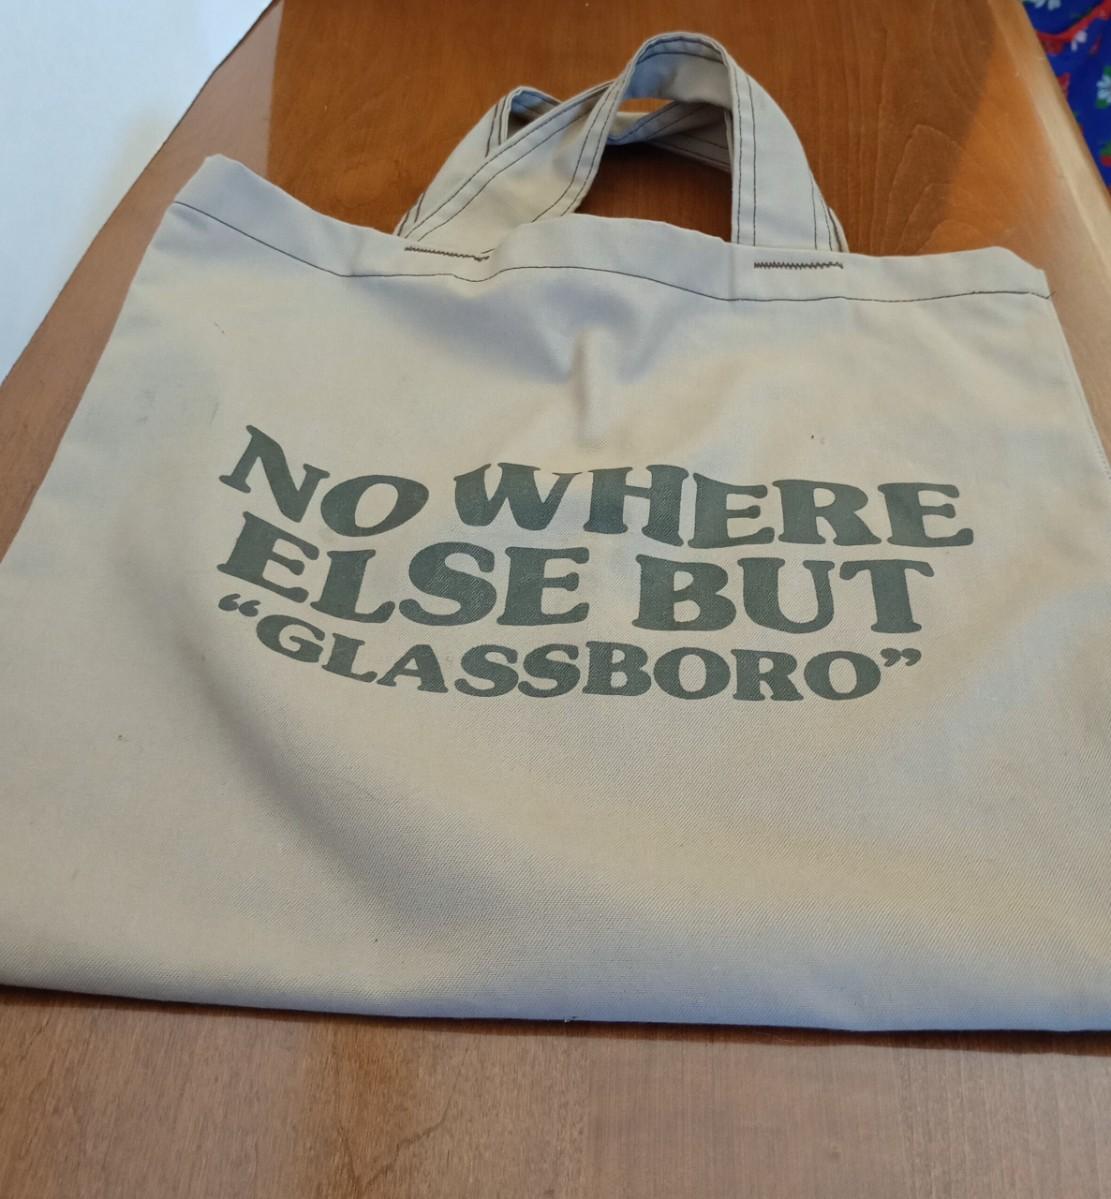 NO WHERE
ELSE BUT
“GLASSBORO”